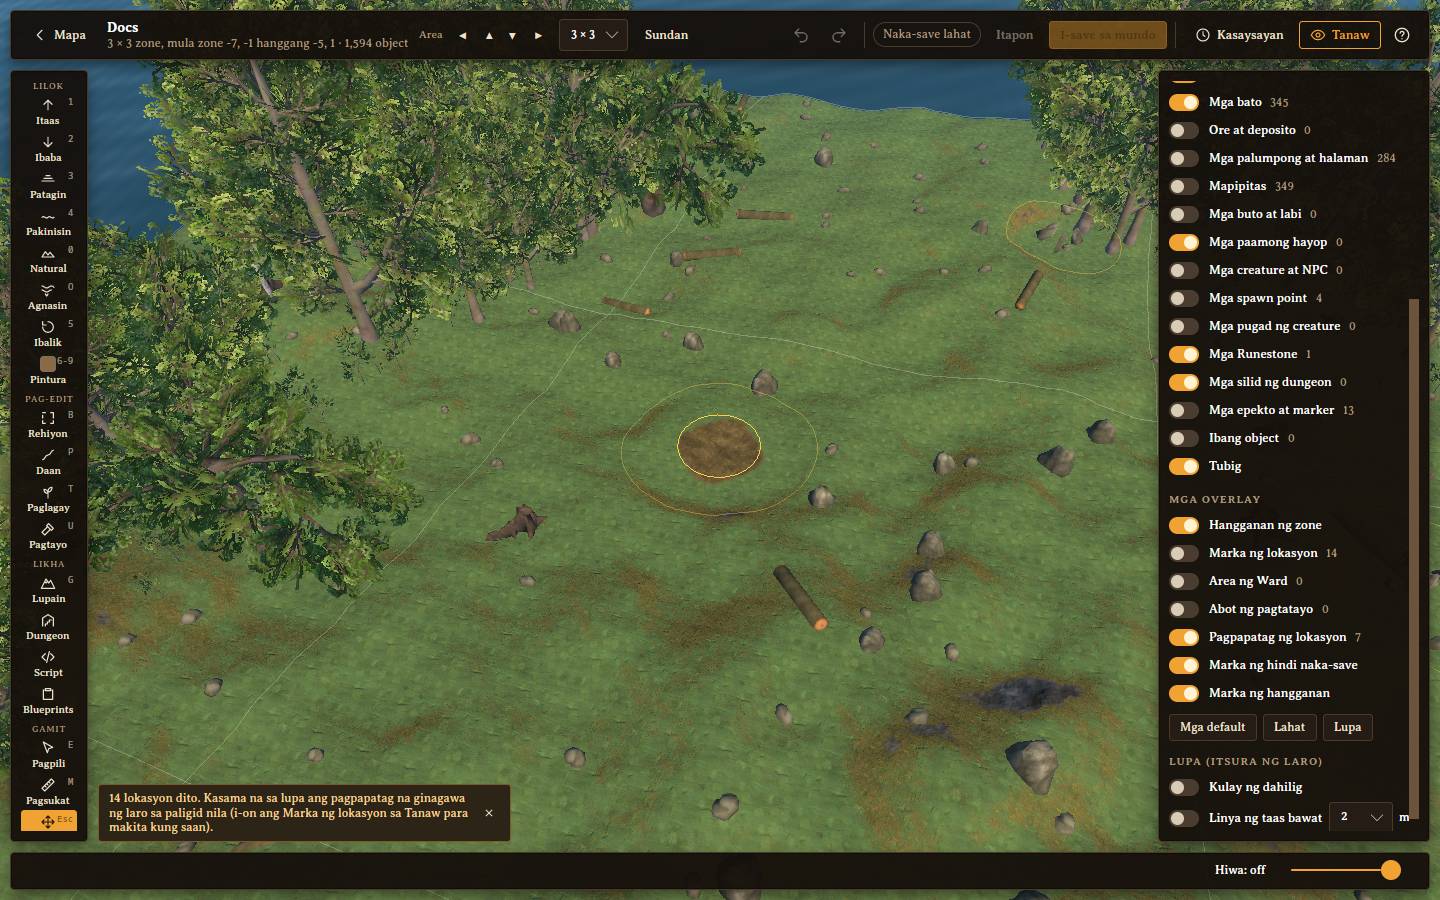 Mapa
Docs
3 × 3 zone, mula zone -7, -1 hanggang -5, 1 · 1,594 object
Area
3 × 3
Sundan
Naka-save lahat
Itapon
I-save sa mundo
Kasaysayan
Tanaw
LILOK
1
Itaas
2
Ibaba
3
Patagin
4
Pakinisin
0
Natural
O
Agnasin
5
Ibalik
6-9
Pintura
PAG-EDIT
B
Rehiyon
P
Daan
T
Paglagay
U
Pagtayo
LIKHA
G
Lupain
Dungeon
Script
Blueprints
GAMIT
E
Pagpili
M
Pagsukat
Esc
Mga bato 345
Ore at deposito 0
Mga palumpong at halaman 284
Mapipitas 349
Mga buto at labi 0
Mga paamong hayop 0
Mga creature at NPC 0
Mga spawn point 4
Mga pugad ng creature 0
Mga Runestone 1
Mga silid ng dungeon 0
Mga epekto at marker 13
Ibang object 0
Tubig
MGA OVERLAY
Hangganan ng zone
Marka ng lokasyon 14
Area ng Ward 0
Abot ng pagtatayo 0
Pagpapatag ng lokasyon 7
Marka ng hindi naka-save
Marka ng hangganan
Mga default Lahat Lupa
LUPA (ITSURA NG LARO)
Kulay ng dahilig
Linya ng taas bawat 2 m
14 lokasyon dito. Kasama na sa lupa ang pagpapatag na ginagawa
ng laro sa paligid nila (i-on ang Marka ng lokasyon sa Tanaw para
makita kung saan).
Hiwa: off